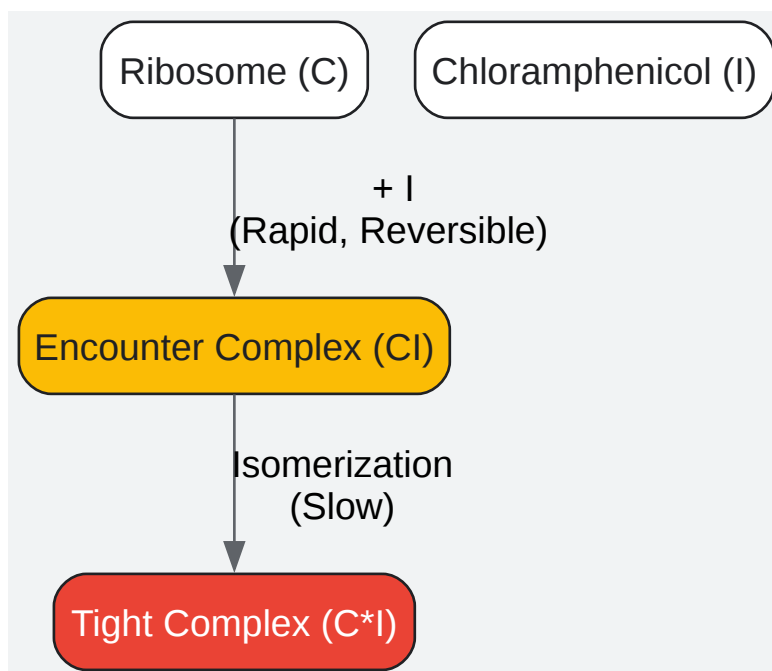 Ribosome (C)
Chloramphenicol (I)
+ I
(Rapid, Reversible)
Encounter Complex (CI)
Isomerization
(Slow)
Tight Complex (C*I)